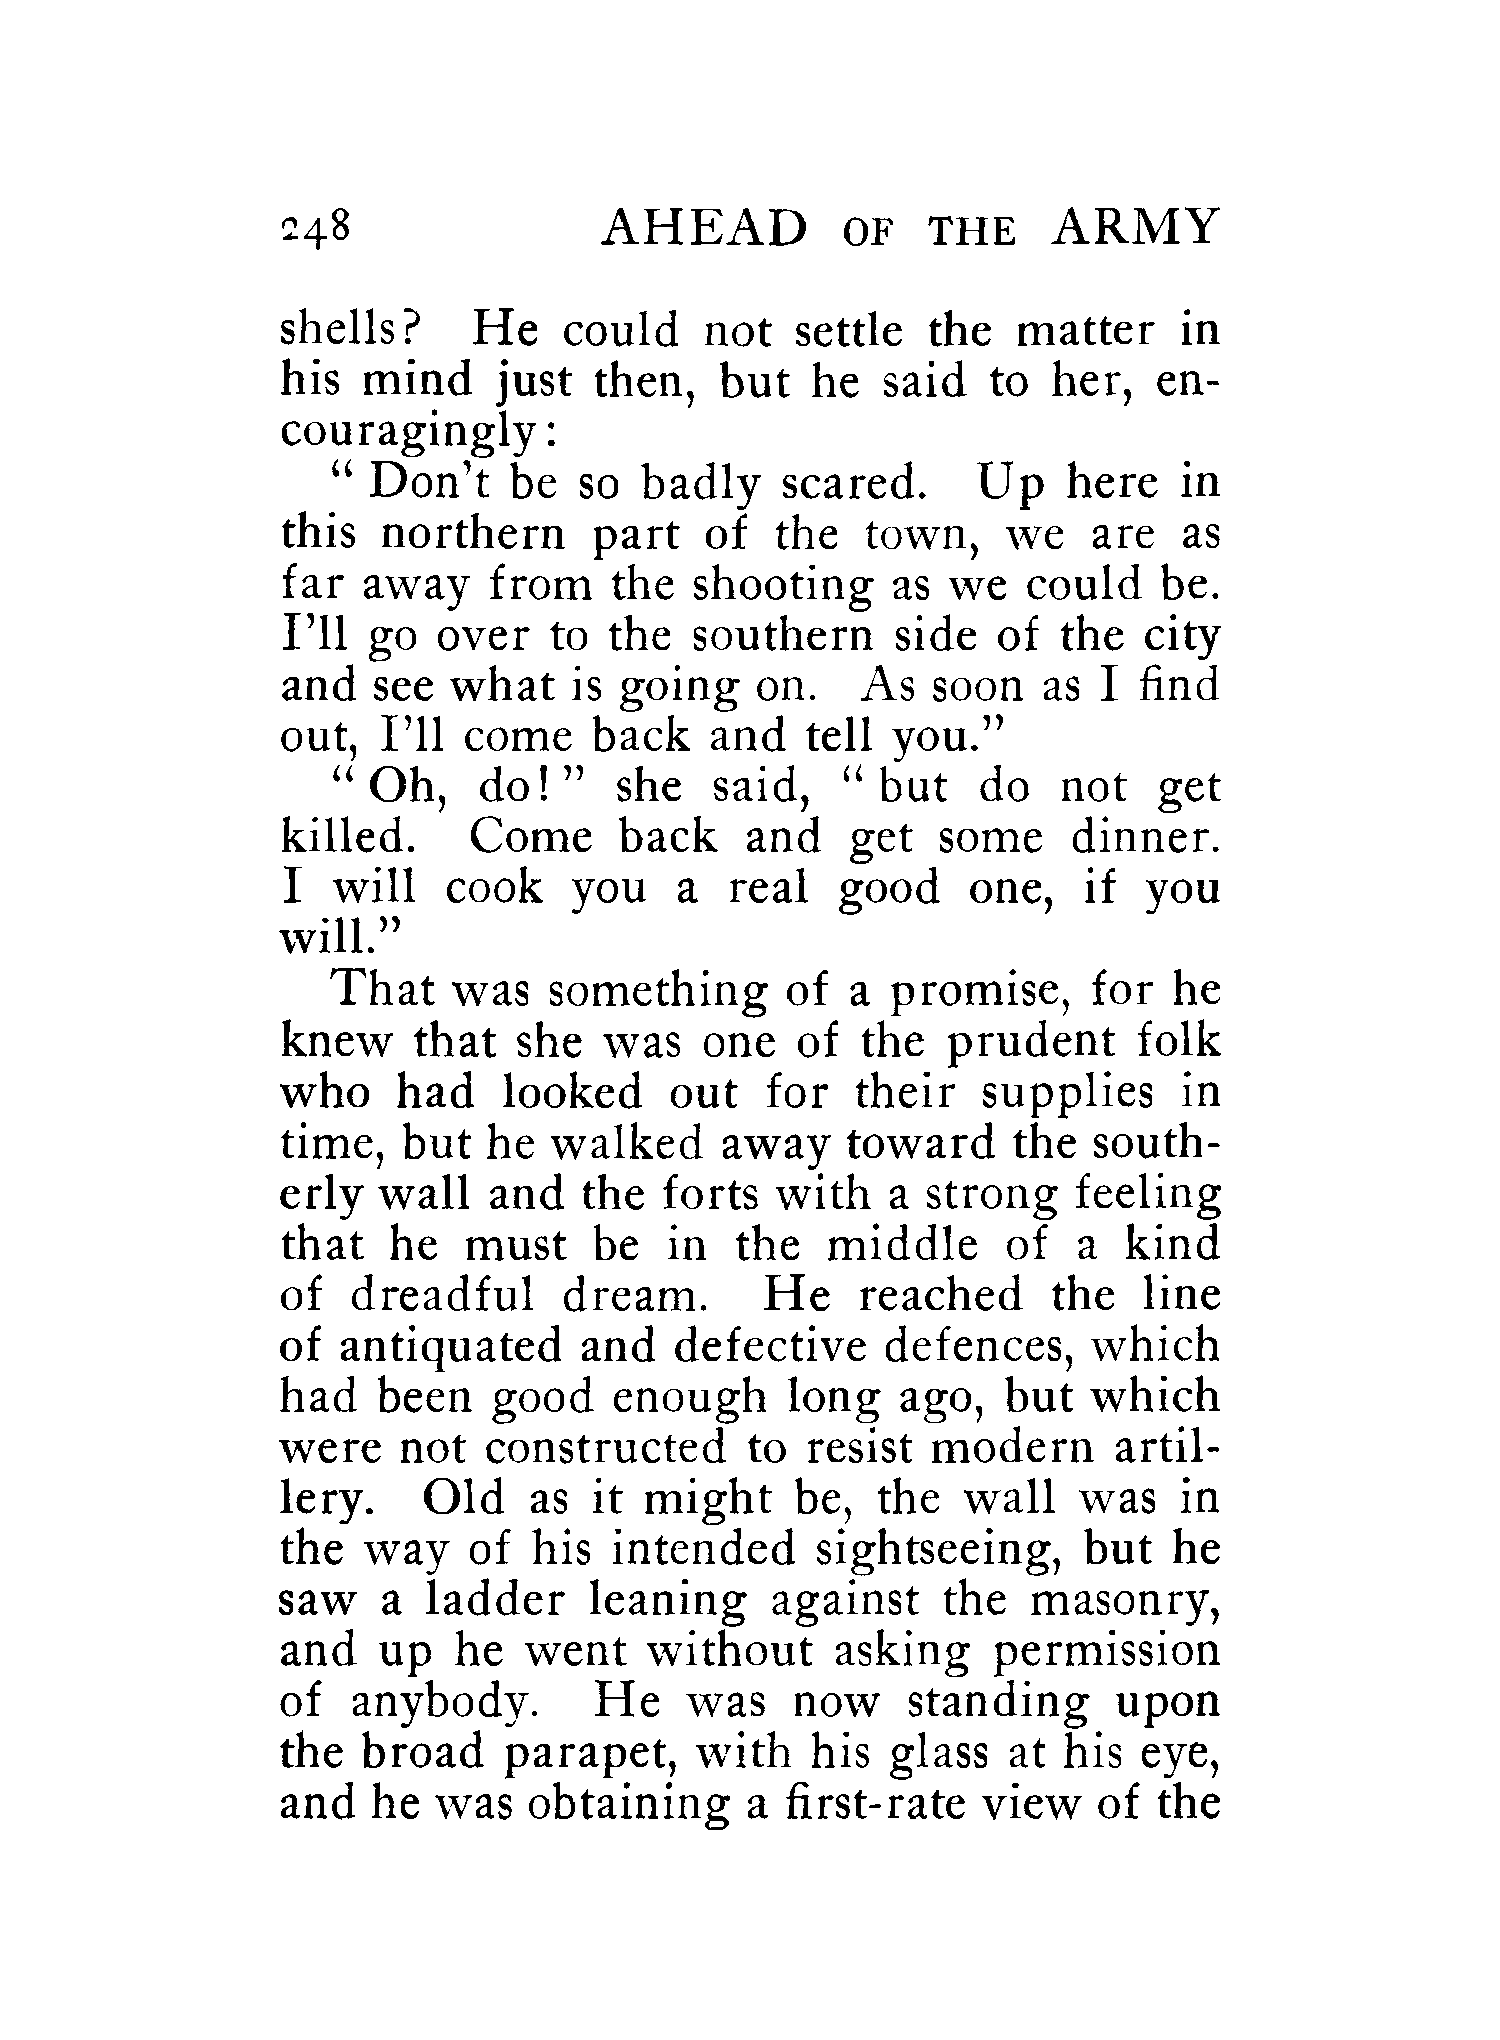 248 AHEAD OF THE ARMY
shells? He could not settle the matter in
his mind just then, but he said to her, en-
couragingly:
“ Don’t be so badly scared. Up here in
this northern part of the town, we are as
far away from the shooting as we could be.
I’ll go over to the southern side of the city
and see what is going on. As soon as I find
out, I’ll come back and tell you.”
“ Oh, do! ” she said, “ but do not get
killed. Come back and get some dinner.
I will cook you a real good one, if you
will.”
That was something of a promise, for he
knew that she was one of the prudent folk
who had looked out for their supplies in
time, but he walked away toward the south-
erly wall and the forts with a strong feeling
that he must be in the middle of a kind
of dreadful dream. He reached the line
of antiquated and defective defences, which
had been good enough long ago, but which
were not constructed to resist modern artil-
lery. Old as it might be, the wall was in
the way of his intended sightseeing, but he
saw a ladder leaning against the masonry,
and up he went without asking permission
of anybody. He was now standing upon
the broad parapet, with his glass at his eye,
and he was obtaining a first-rate view of the